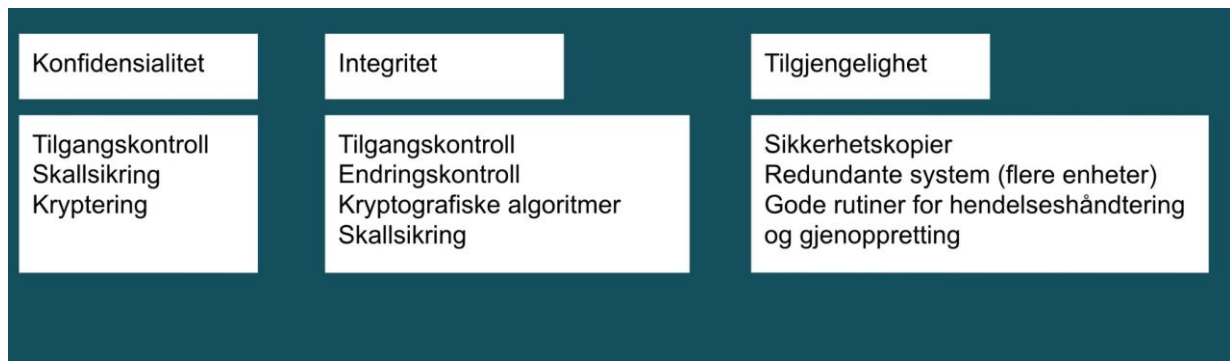 Konfidensialitet
Tilgangskontroll
Skallsikring
Kryptering
Integritet
Tilgangskontroll
Endringskontroll
Kryptografiske algoritmer
Skallsikring
Tilgjengelighet
Sikkerhetskopier
Redundante system (flere enheter)
Gode rutiner for hendelseshåndtering
og gjenoppretting